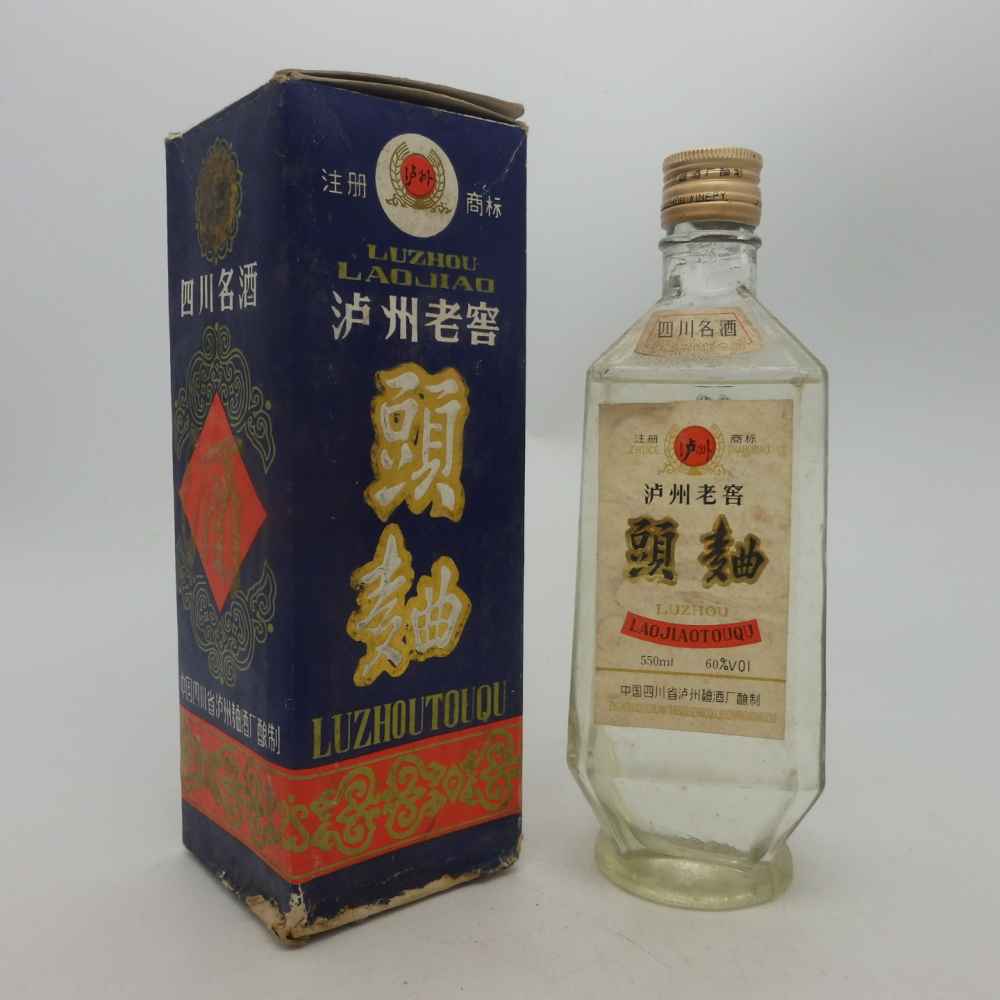 四川名酒
中国四川省泸州麯酒厂酿制
注册
泸州
商标
LUZHOU
LAOJIAO
泸州老窖
頭
麯
LUZHOUTOUQU
四川名酒
注册
泸州
商标
ZHUCE
泸州老窖
頭麯
LUZHOU
LAOJIAOTOUQU
550ml 60%VOl
中国四川省泸州麯酒厂酿制